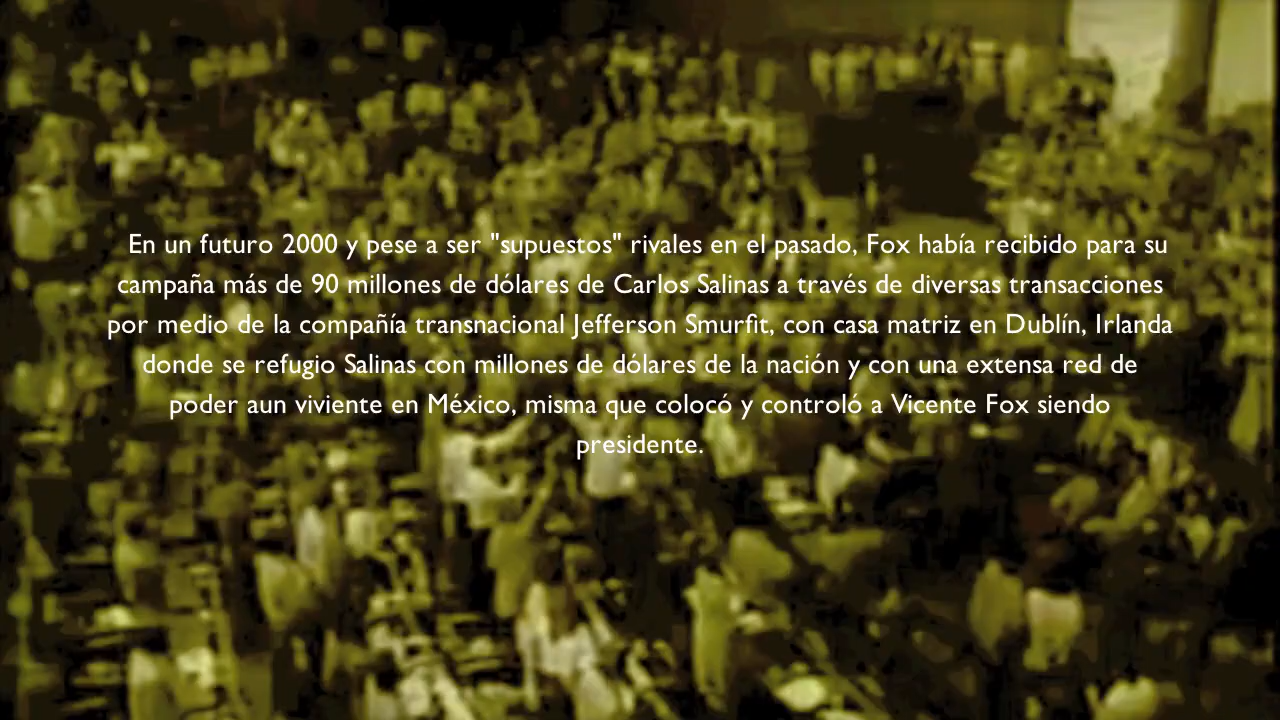 En un futuro 2000 y pese a ser "supuestos" rivales en el pasado, Fox había recibido para su
campaña más de 90 millones de dólares de Carlos Salinas a través de diversas transacciones
por medio de la compañía transnacional Jefferson Smurfit, con casa matriz en Dublín, Irlanda
donde se refugio Salinas con millones de dólares de la nación y con una extensa red de
poder aun viviente en México, misma que colocó y controló a Vicente Fox siendo
presidente.